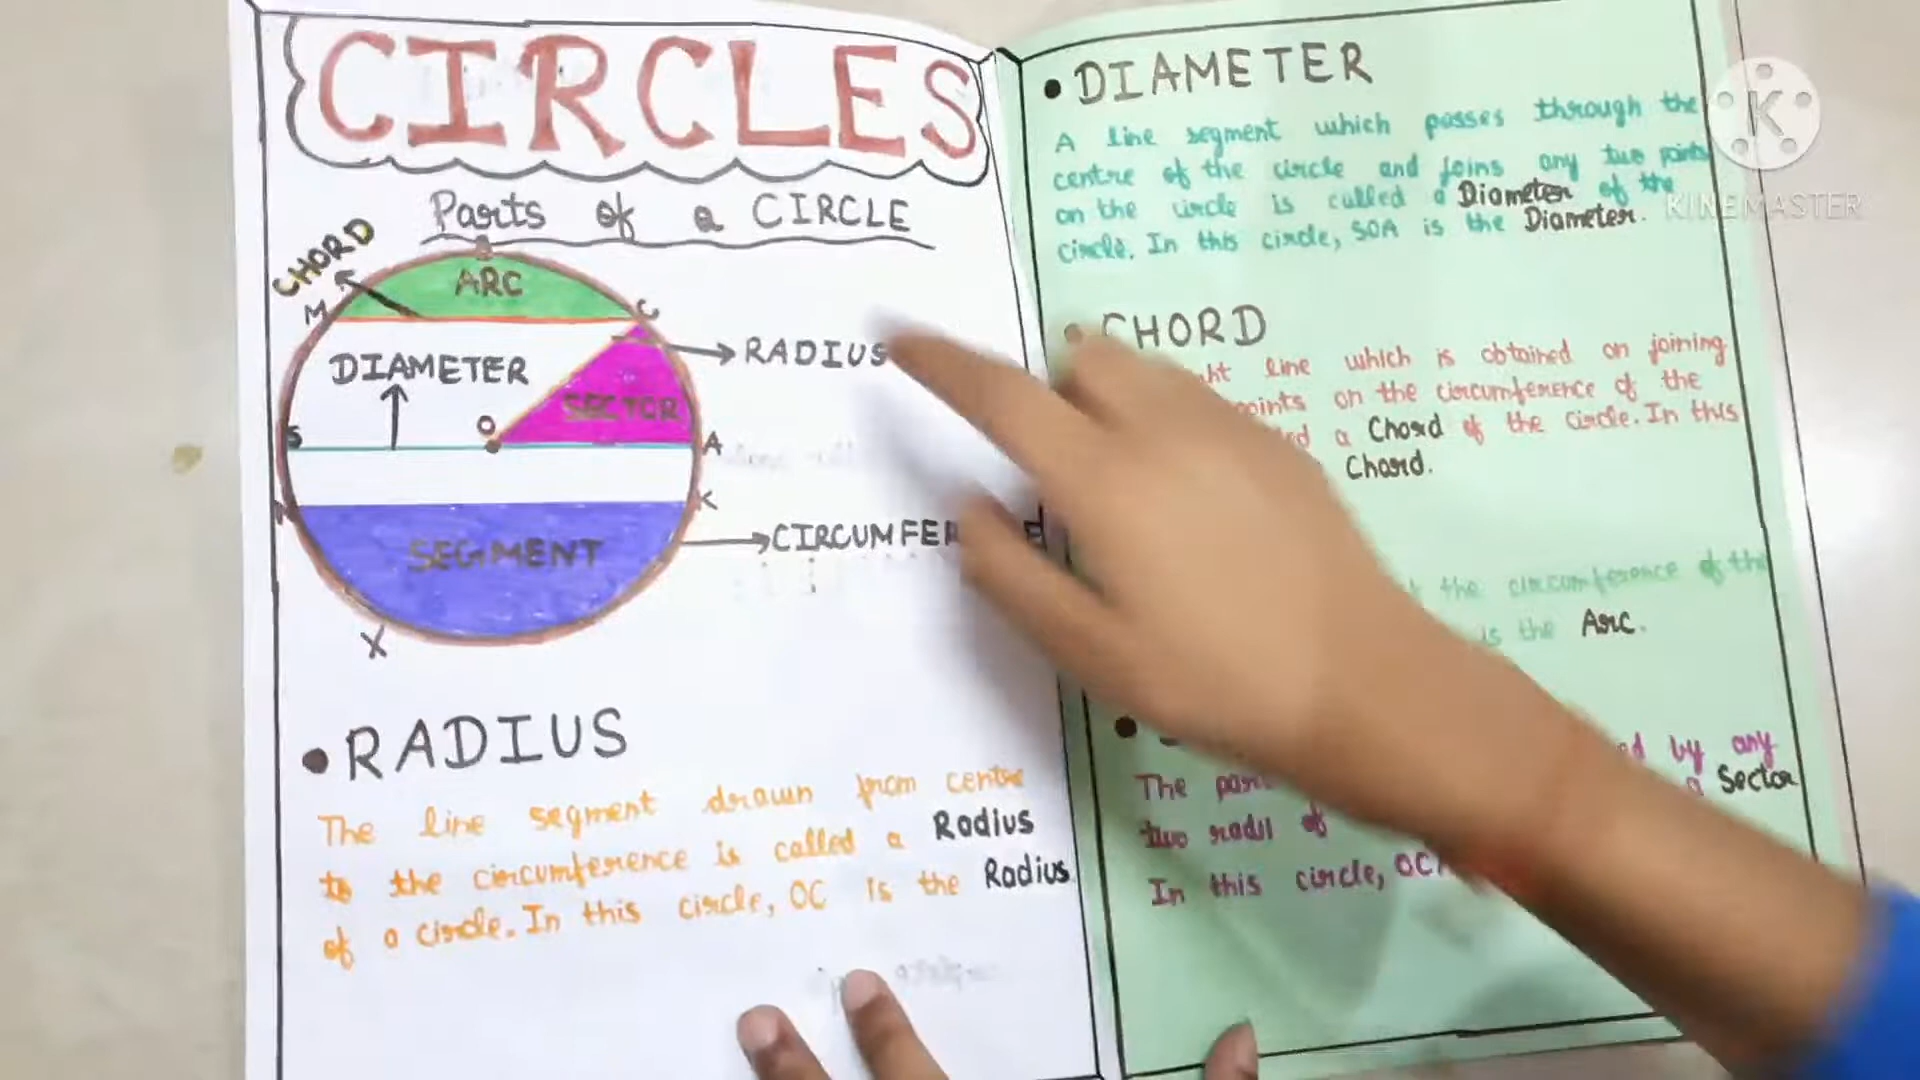 CIRCLES
Parts of a CIRCLE
CHORD
ARC
M
C
DIAMETER
RADIUS
SECTOR
O
S
A
K
SEGMENT
CIRCUMFER
X
• RADIUS
The line segment drawn from centre
to the circumference is called a Radius
of a circle. In this circle, OC is the Radius
• DIAMETER
A line segment which passes through the
centre of the circle and joins any two points
on the circle is called a Diameter of the
circle. In this circle, SOA is the Diameter.
• CHORD
line which is obtained on joining
points on the circumference of the
a Chord of the circle. In this
Chord.
the circumference of the
is the Arc.
by any
The
a Sector
two radii of
In this circle,
K
KINEMASTER